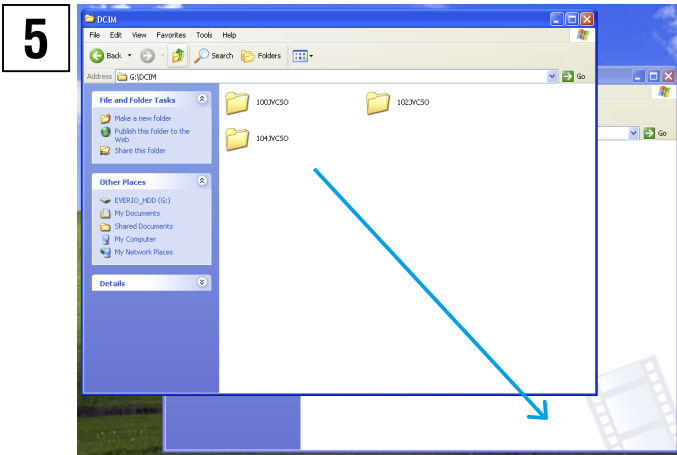 5
DCIM
File Edit View Favorites Tools Help
Back Search Folders
Address G:\DCIM Go
File and Folder Tasks
Make a new folder
Publish this folder to the
Web
Share this folder
Other Places
EVERIO_HDD (G:)
My Documents
Shared Documents
My Computer
My Network Places
Details
100JVCSO
102JVCSO
104JVCSO
Go